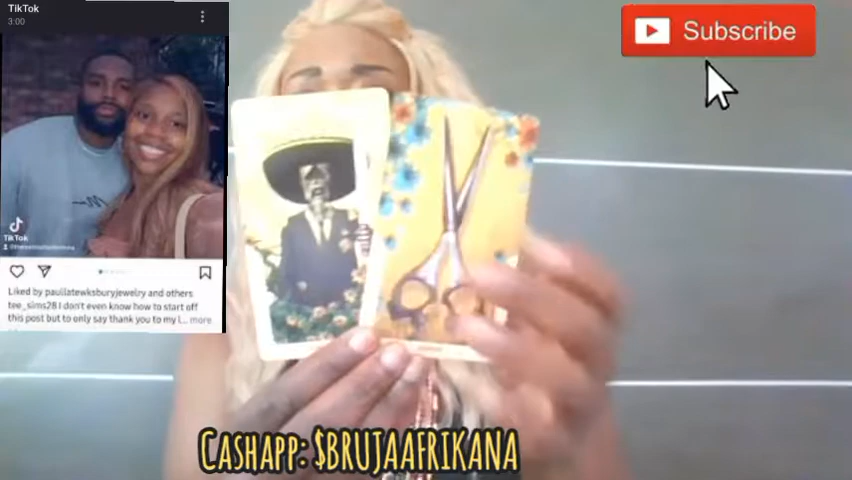 TikTok
3:00
Subscribe
TikTok
Liked by paullatewksburyjewelry and others
tee_sims28 I don't even know how to start off
this post but to only say thank you to my l... more
Cashapp: $BRUJAAFRIKANA